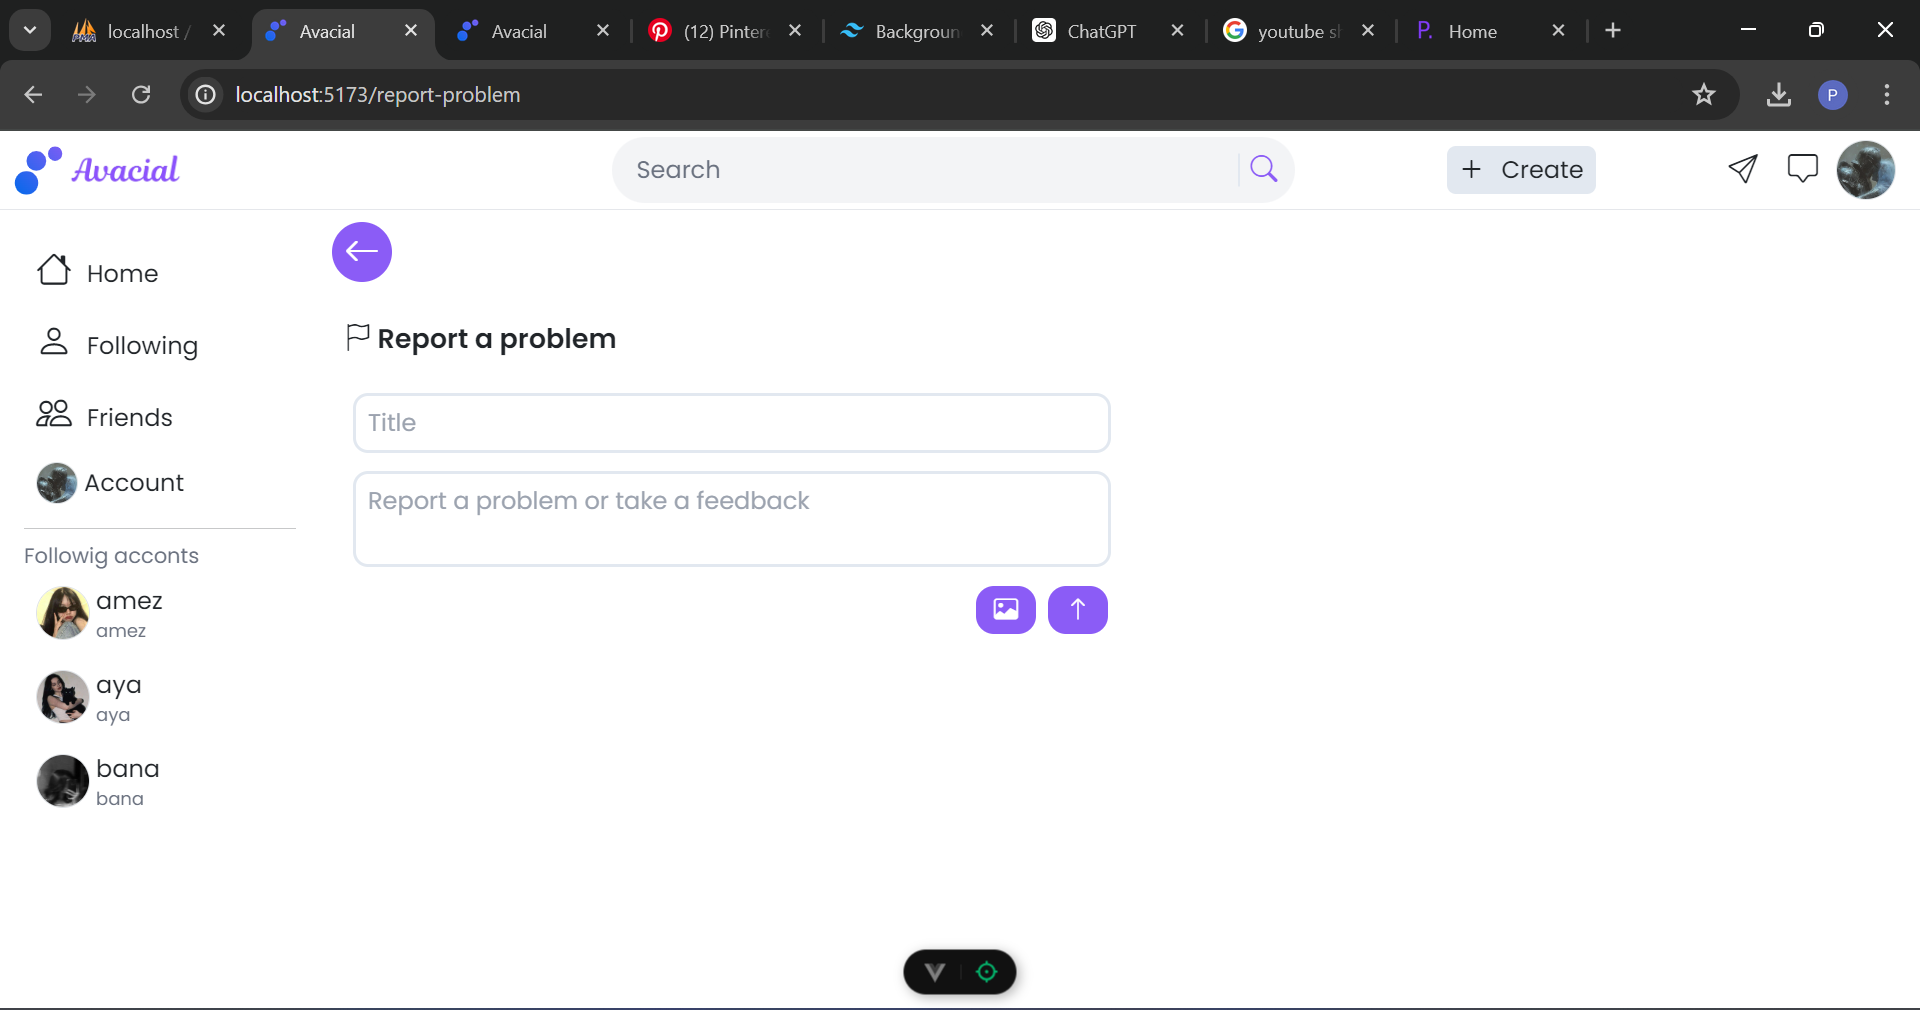 localhost /
Avacial
Avacial
(12) Pinter
Backgroun
ChatGPT
youtube sl
Home
localhost:5173/report-problem
P
Avacial
Search
+ Create
Home
Following
Friends
Account
Followig acconts
amez
amez
aya
aya
bana
bana
Report a problem
Title
Report a problem or take a feedback